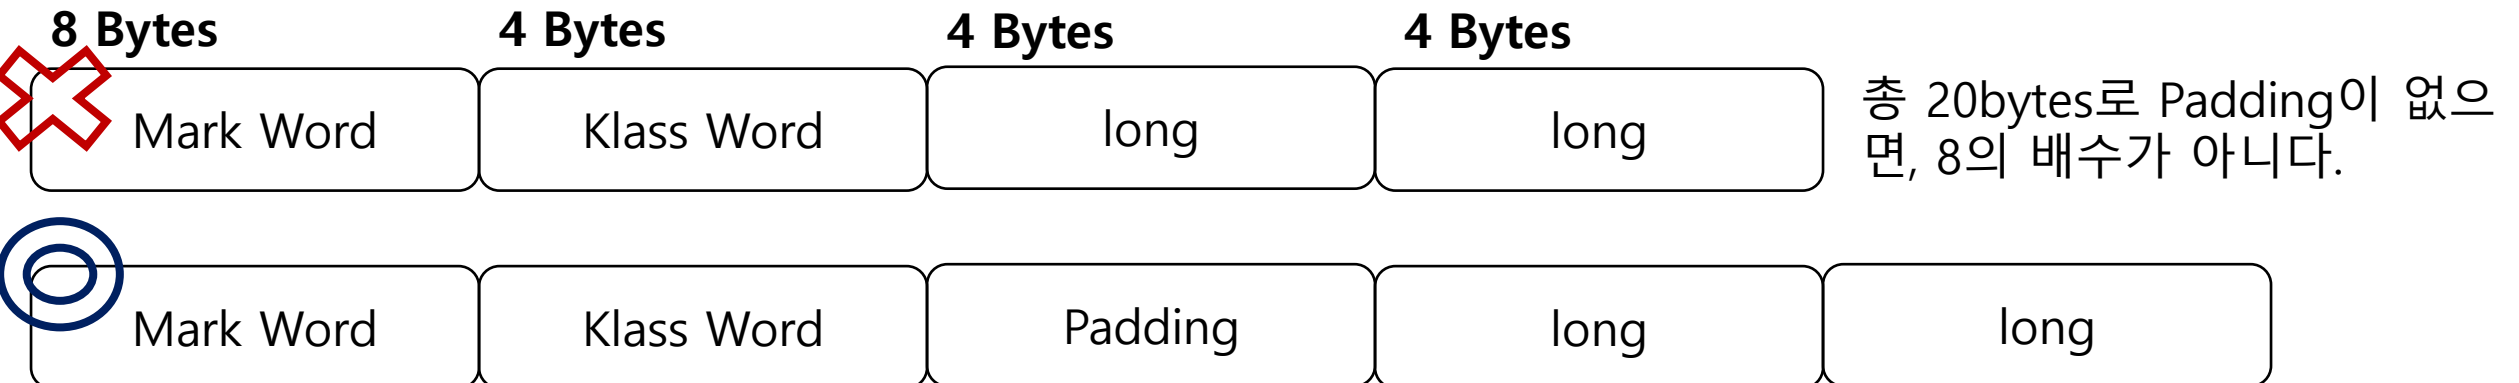 8 Bytes 4 Bytes 4 Bytes 4 Bytes
Mark Word Klass Word long long
총 20bytes로 Padding이 없으
면, 8의 배수가 아니다.
Mark Word Klass Word Padding long long